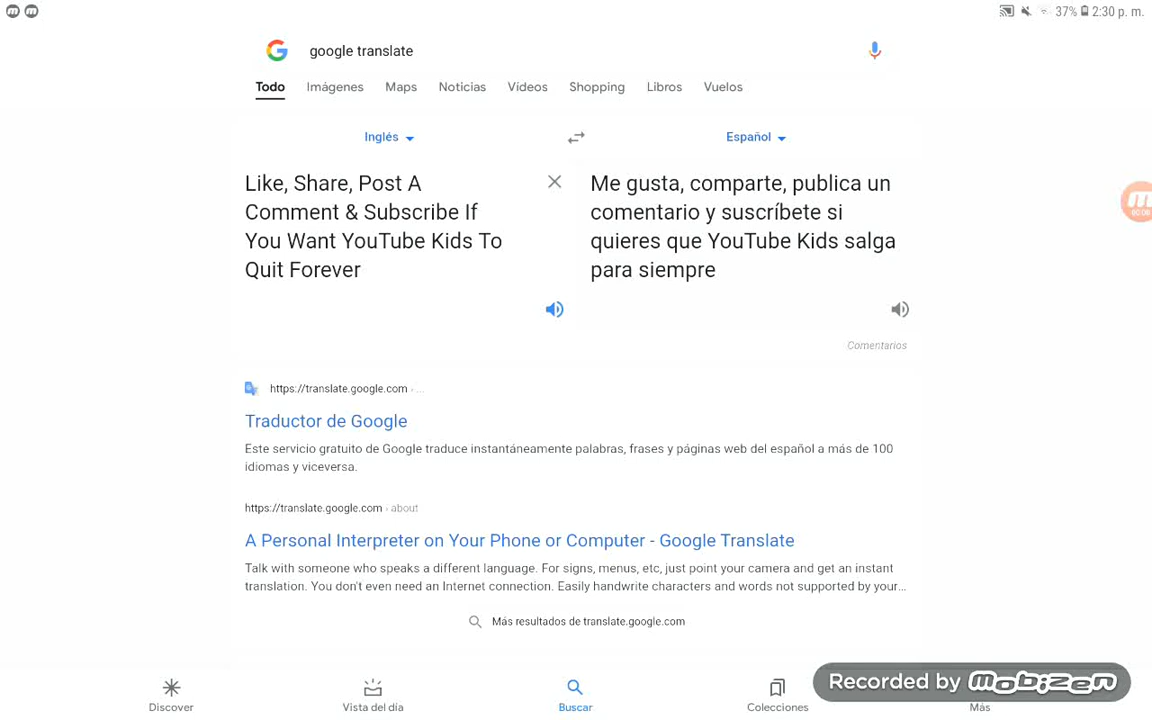 37% 2:30 p. m.
google translate
Todo Imágenes Maps Noticias Vídeos Shopping Libros Vuelos
Inglés Español
Like, Share, Post A
Comment & Subscribe If
You Want YouTube Kids To
Quit Forever
Me gusta, comparte, publica un
comentario y suscríbete si
quieres que YouTube Kids salga
para siempre
Comentarios
https://translate.google.com › ...
Traductor de Google
Este servicio gratuito de Google traduce instantáneamente palabras, frases y páginas web del español a más de 100
idiomas y viceversa.
https://translate.google.com › about
A Personal Interpreter on Your Phone or Computer - Google Translate
Talk with someone who speaks a different language. For signs, menus, etc, just point your camera and get an instant
translation. You don't even need an Internet connection. Easily handwrite characters and words not supported by your...
Más resultados de translate.google.com
Recorded by mobizen
Discover Vista del día Buscar Colecciones Más